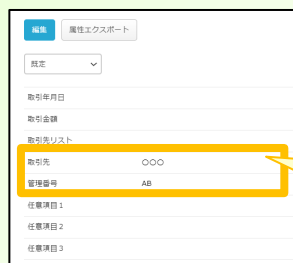 編集 属性エクスポート
既定
取引年月日
取引金額
取引先リスト
取引先 〇〇〇
管理番号 AB
任意項目1
任意項目2
任意項目3